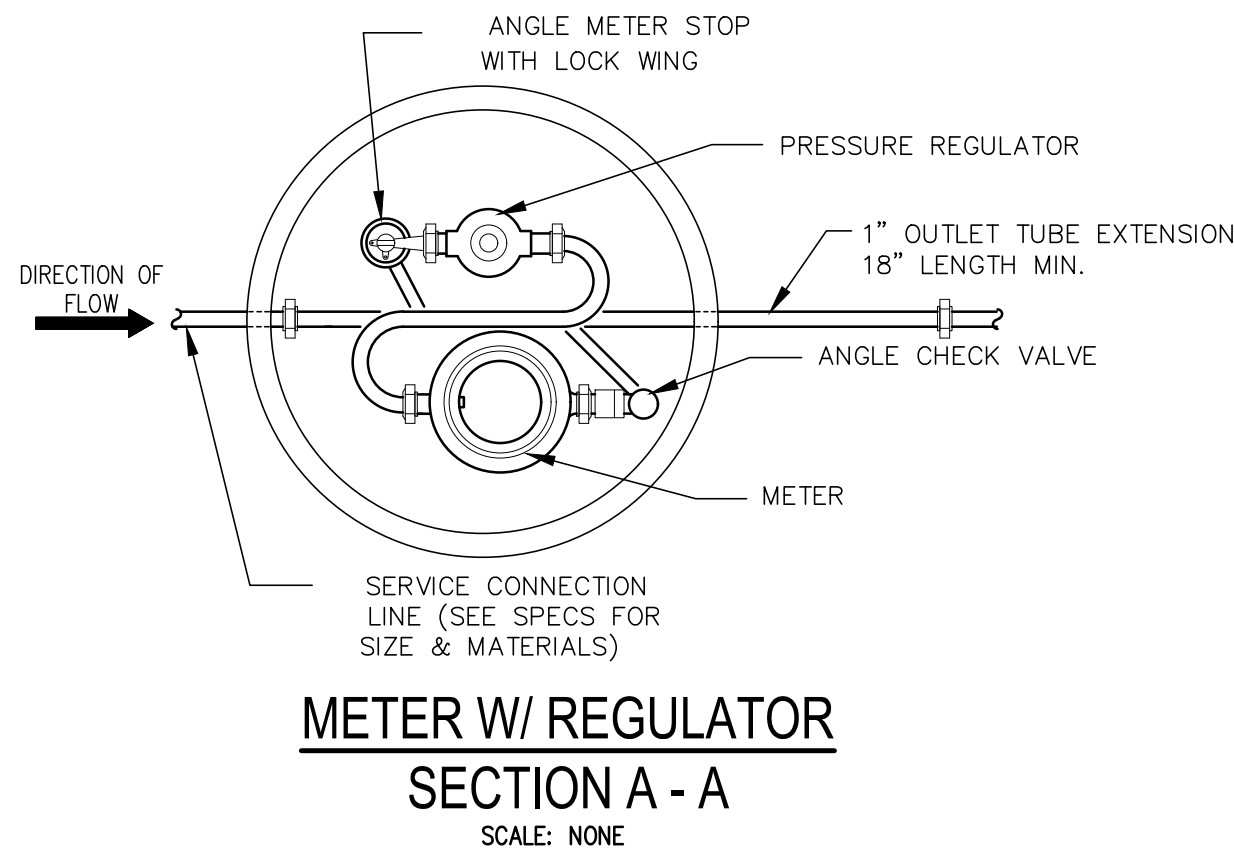 ANGLE METER STOP
WITH LOCK WING
PRESSURE REGULATOR
1” OUTLET TUBE EXTENSION
18” LENGTH MIN.
DIRECTION OF
FLOW
ANGLE CHECK VALVE
METER
SERVICE CONNECTION
LINE (SEE SPECS FOR
SIZE & MATERIALS)
METER W/ REGULATOR
SECTION A - A
SCALE: NONE